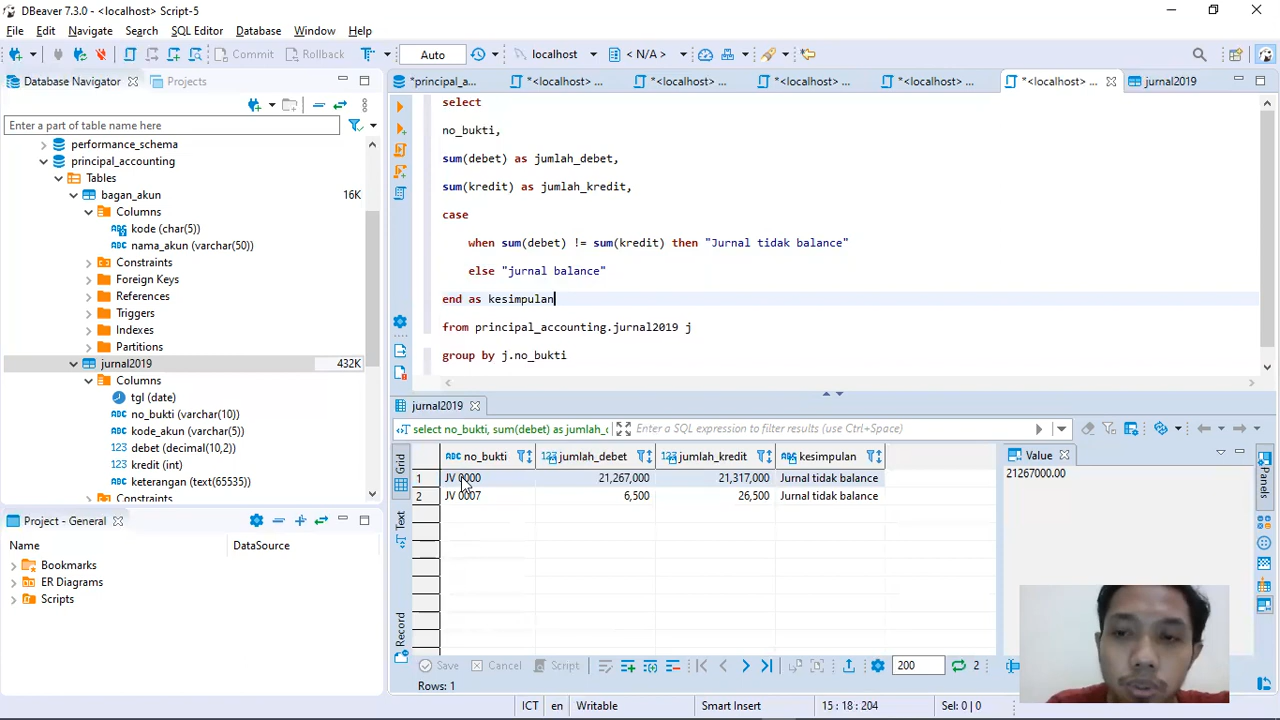 DBeaver 7.3.0 - <localhost> Script-5
File Edit Navigate Search SQL Editor Database Window Help
Commit Rollback Auto localhost < N/A >
Database Navigator Projects
Enter a part of table name here
performance_schema
principal_accounting
Tables
bagan_akun 16K
Columns
kode (char(5))
nama_akun (varchar(50))
Constraints
Foreign Keys
References
Triggers
Indexes
Partitions
jurnal2019 432K
Columns
tgl (date)
no_bukti (varchar(10))
kode_akun (varchar(5))
debet (decimal(10,2))
kredit (int)
keterangan (text(65535))
Constraints
Project - General
Name DataSource
Bookmarks
ER Diagrams
Scripts
*principal_a... *<localhost> ... *<localhost> ... *<localhost> ... *<localhost> ... *<localhost> ... jurnal2019
select
no_bukti,
sum(debet) as jumlah_debet,
sum(kredit) as jumlah_kredit,
case
when sum(debet) != sum(kredit) then "Jurnal tidak balance"
else "jurnal balance"
end as kesimpulan
from principal_accounting.jurnal2019 j
group by j.no_bukti
jurnal2019
select no_bukti, sum(debet) as jumlah_ Enter a SQL expression to filter results (use Ctrl+Space)
Grid
Text
Record
no_bukti jumlah_debet jumlah_kredit kesimpulan
1 JV 0000 21,267,000 21,317,000 Jurnal tidak balance
2 JV 0007 6,500 26,500 Jurnal tidak balance
Value
21267000.00
Panels
Save Cancel Script 200 2
Rows: 1
ICT en Writable Smart Insert 15 : 18 : 204 Sel: 0 | 0